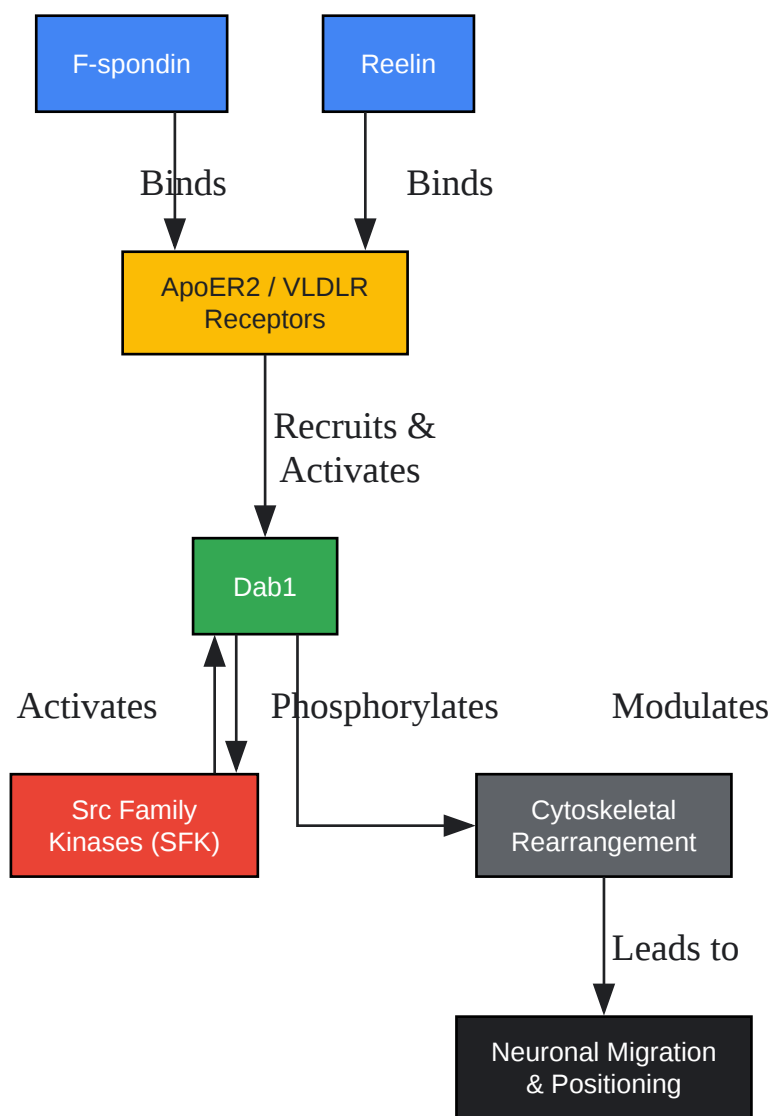 F-spondin
Reelin
Binds
Binds
ApoER2 / VLDLR
Receptors
Recruits &
Activates
Dab1
Activates
Phosphorylates
Modulates
Src Family
Kinases (SFK)
Cytoskeletal
Rearrangement
Leads to
Neuronal Migration
& Positioning